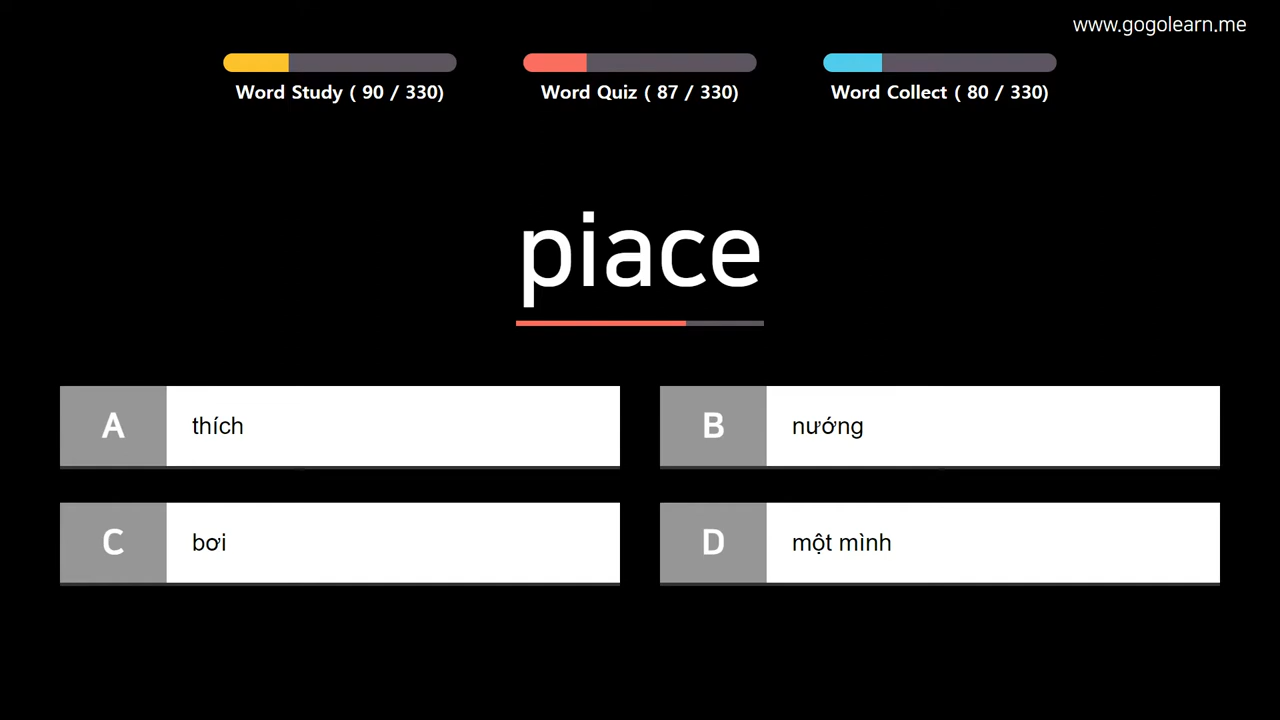 www.gogolearn.me
Word Study ( 90 / 330)
Word Quiz ( 87 / 330)
Word Collect ( 80 / 330)
piace
A thích
B nướng
C bơi
D một mình